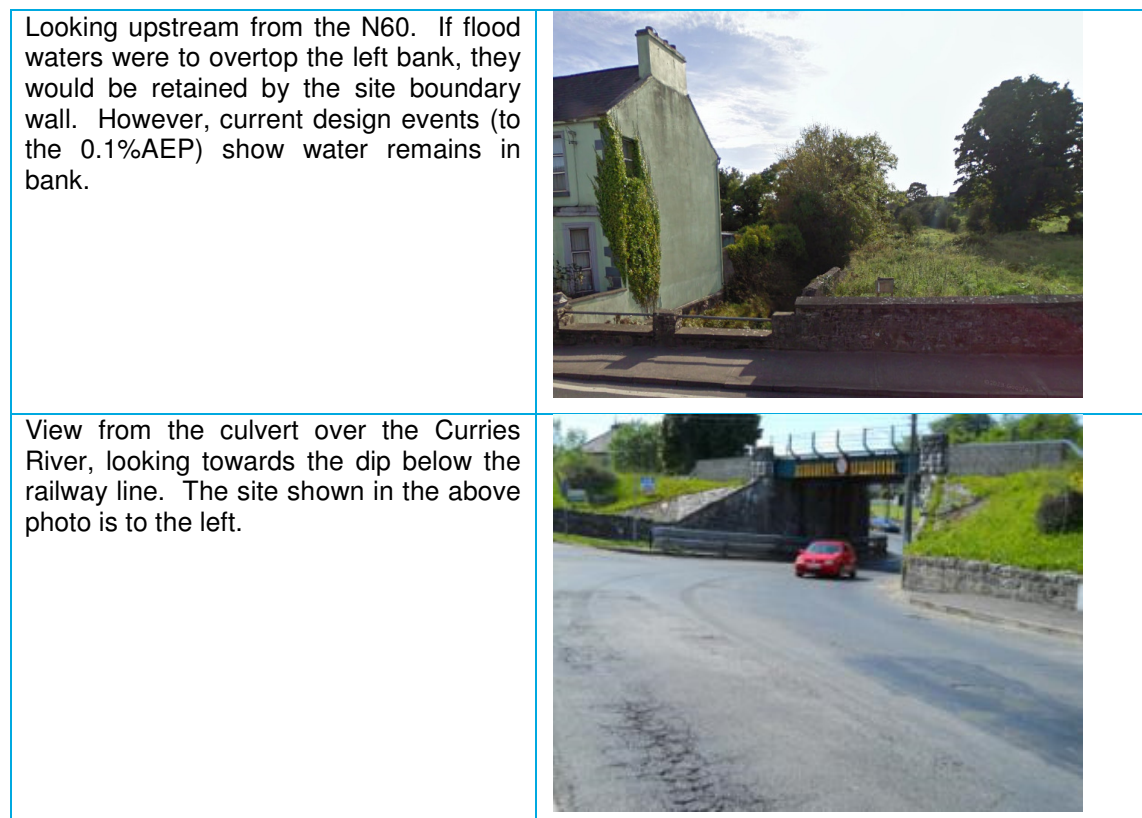 Looking upstream from the N60. If flood
waters were to overtop the left bank, they
would be retained by the site boundary
wall. However, current design events (to
the 0.1%AEP) show water remains in
bank.
View from the culvert over the Curries
River, looking towards the dip below the
railway line. The site shown in the above
photo is to the left.